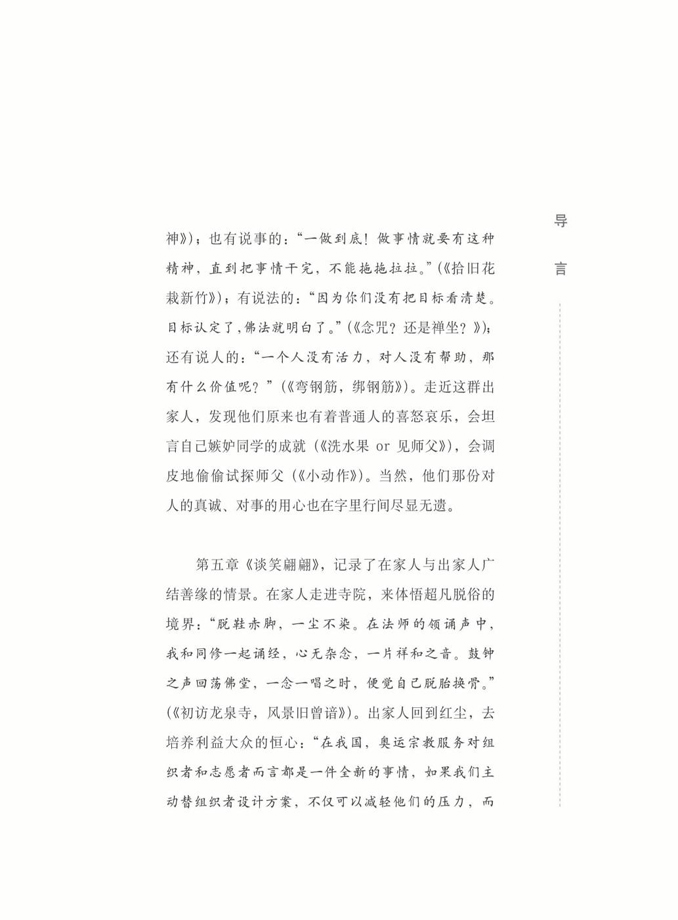 导言
神》）；也有说事的：“一做到底！做事情就要有这种
精神，直到把事情干完，不能拖拖拉拉。”（《拾旧花
栽新竹》）；有说法的：“因为你们没有把目标看清楚。
目标认定了，佛法就明白了。”（《念咒？还是禅坐？》）；
还有说人的：“一个人没有活力，对人没有帮助，那
有什么价值呢？”（《弯钢筋，绑钢筋》）。走近这群出
家人，发现他们原来也有着普通人的喜怒哀乐，会坦
言自己嫉妒同学的成就（《洗水果 or 见师父》），会调
皮地偷偷试探师父（《小动作》）。当然，他们那份对
人的真诚、对事的用心也在字里行间尽显无遗。
第五章《谈笑翩翩》，记录了在家人与出家人广
结善缘的情景。在家人走进寺院，来体悟超凡脱俗的
境界：“脱鞋赤脚，一尘不染。在法师的领诵声中，
我和同修一起诵经，心无杂念，一片祥和之音。鼓钟
之声回荡佛堂，一念一唱之时，便觉自己脱胎换骨。”
（《初访龙泉寺，风景旧曾谙》）。出家人回到红尘，去
培养利益大众的恒心：“在我国，奥运宗教服务对组
织者和志愿者而言都是一件全新的事情，如果我们主
动替组织者设计方案，不仅可以减轻他们的压力，而